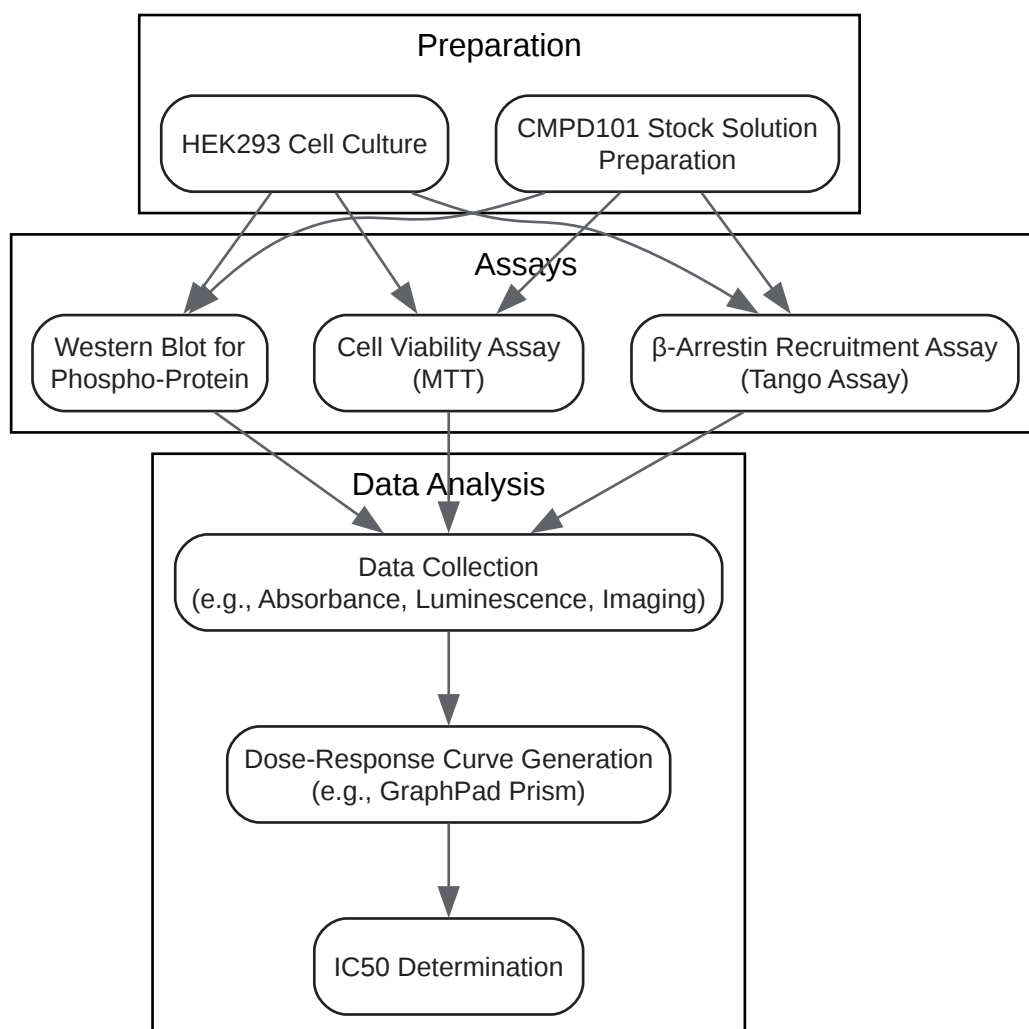 Preparation
HEK293 Cell Culture
CMPD101 Stock Solution
Preparation
Assays
Western Blot for
Phospho-Protein
Cell Viability Assay
(MTT)
β-Arrestin Recruitment Assay
(Tango Assay)
Data Analysis
Data Collection
(e.g., Absorbance, Luminescence, Imaging)
Dose-Response Curve Generation
(e.g., GraphPad Prism)
IC50 Determination